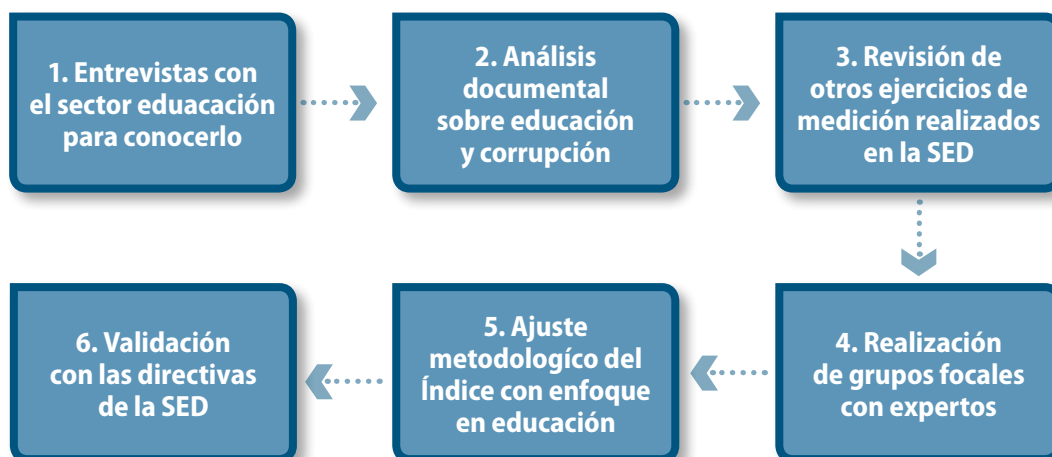 1. Entrevistas con
el sector eduacación
para conocerlo
2. Análisis
documental
sobre educación
y corrupción
3. Revisión de
otros ejercicios de
medición realizados
en la SED
4. Realización
de grupos focales
con expertos
5. Ajuste
metodologíco del
Índice con enfoque
en educación
6. Validación
con las directivas
de la SED